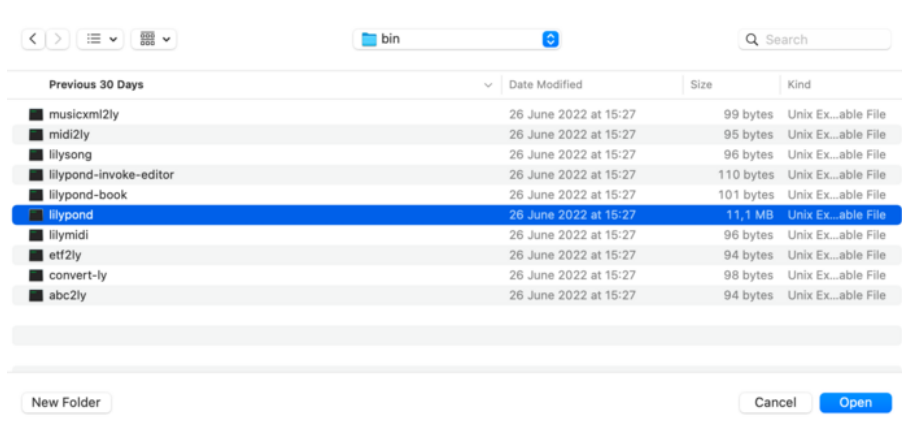 bin
Search
Previous 30 Days Date Modified Size Kind
musicxml2ly 26 June 2022 at 15:27 99 bytes Unix Ex...able File
midi2ly 26 June 2022 at 15:27 95 bytes Unix Ex...able File
lilysong 26 June 2022 at 15:27 96 bytes Unix Ex...able File
lilypond-invoke-editor 26 June 2022 at 15:27 110 bytes Unix Ex...able File
lilypond-book 26 June 2022 at 15:27 101 bytes Unix Ex...able File
lilypond 26 June 2022 at 15:27 11,1 MB Unix Ex...able File
lilymidi 26 June 2022 at 15:27 96 bytes Unix Ex...able File
etf2ly 26 June 2022 at 15:27 94 bytes Unix Ex...able File
convert-ly 26 June 2022 at 15:27 98 bytes Unix Ex...able File
abc2ly 26 June 2022 at 15:27 94 bytes Unix Ex...able File
New Folder Cancel Open